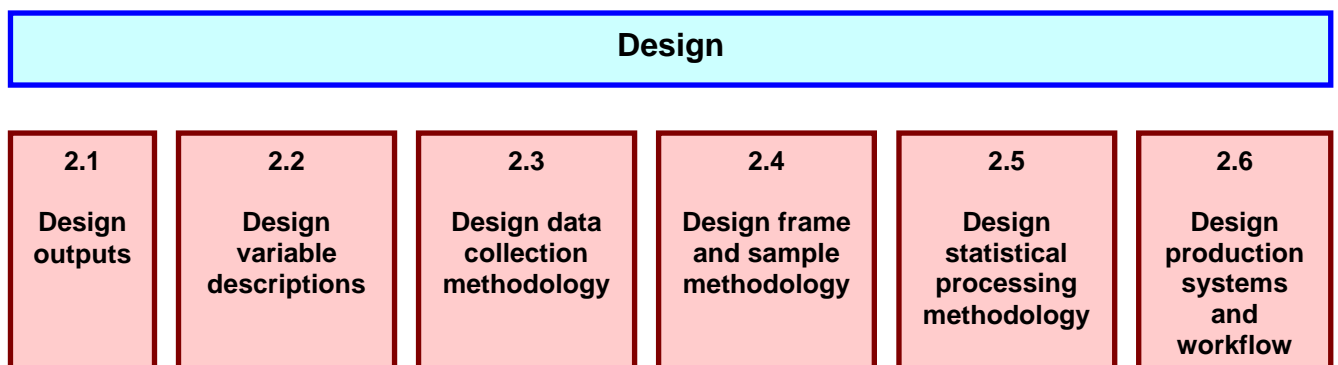 Design
2.1
Design
outputs
2.2
Design
variable
descriptions
2.3
Design data
collection
methodology
2.4
Design frame
and sample
methodology
2.5
Design
statistical
processing
methodology
2.6
Design
production
systems
and
workflow